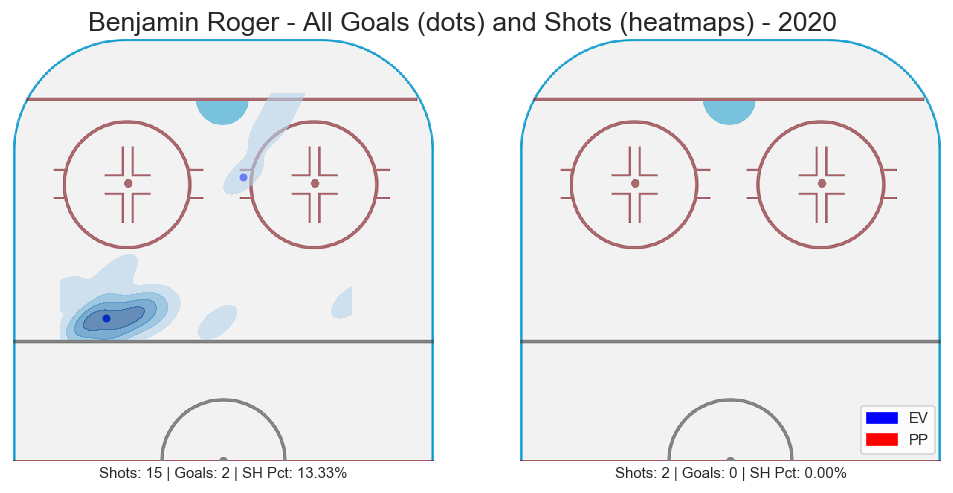 Benjamin Roger - All Goals (dots) and Shots (heatmaps) - 2020
EV
PP
Shots: 15 | Goals: 2 | SH Pct: 13.33%
Shots: 2 | Goals: 0 | SH Pct: 0.00%